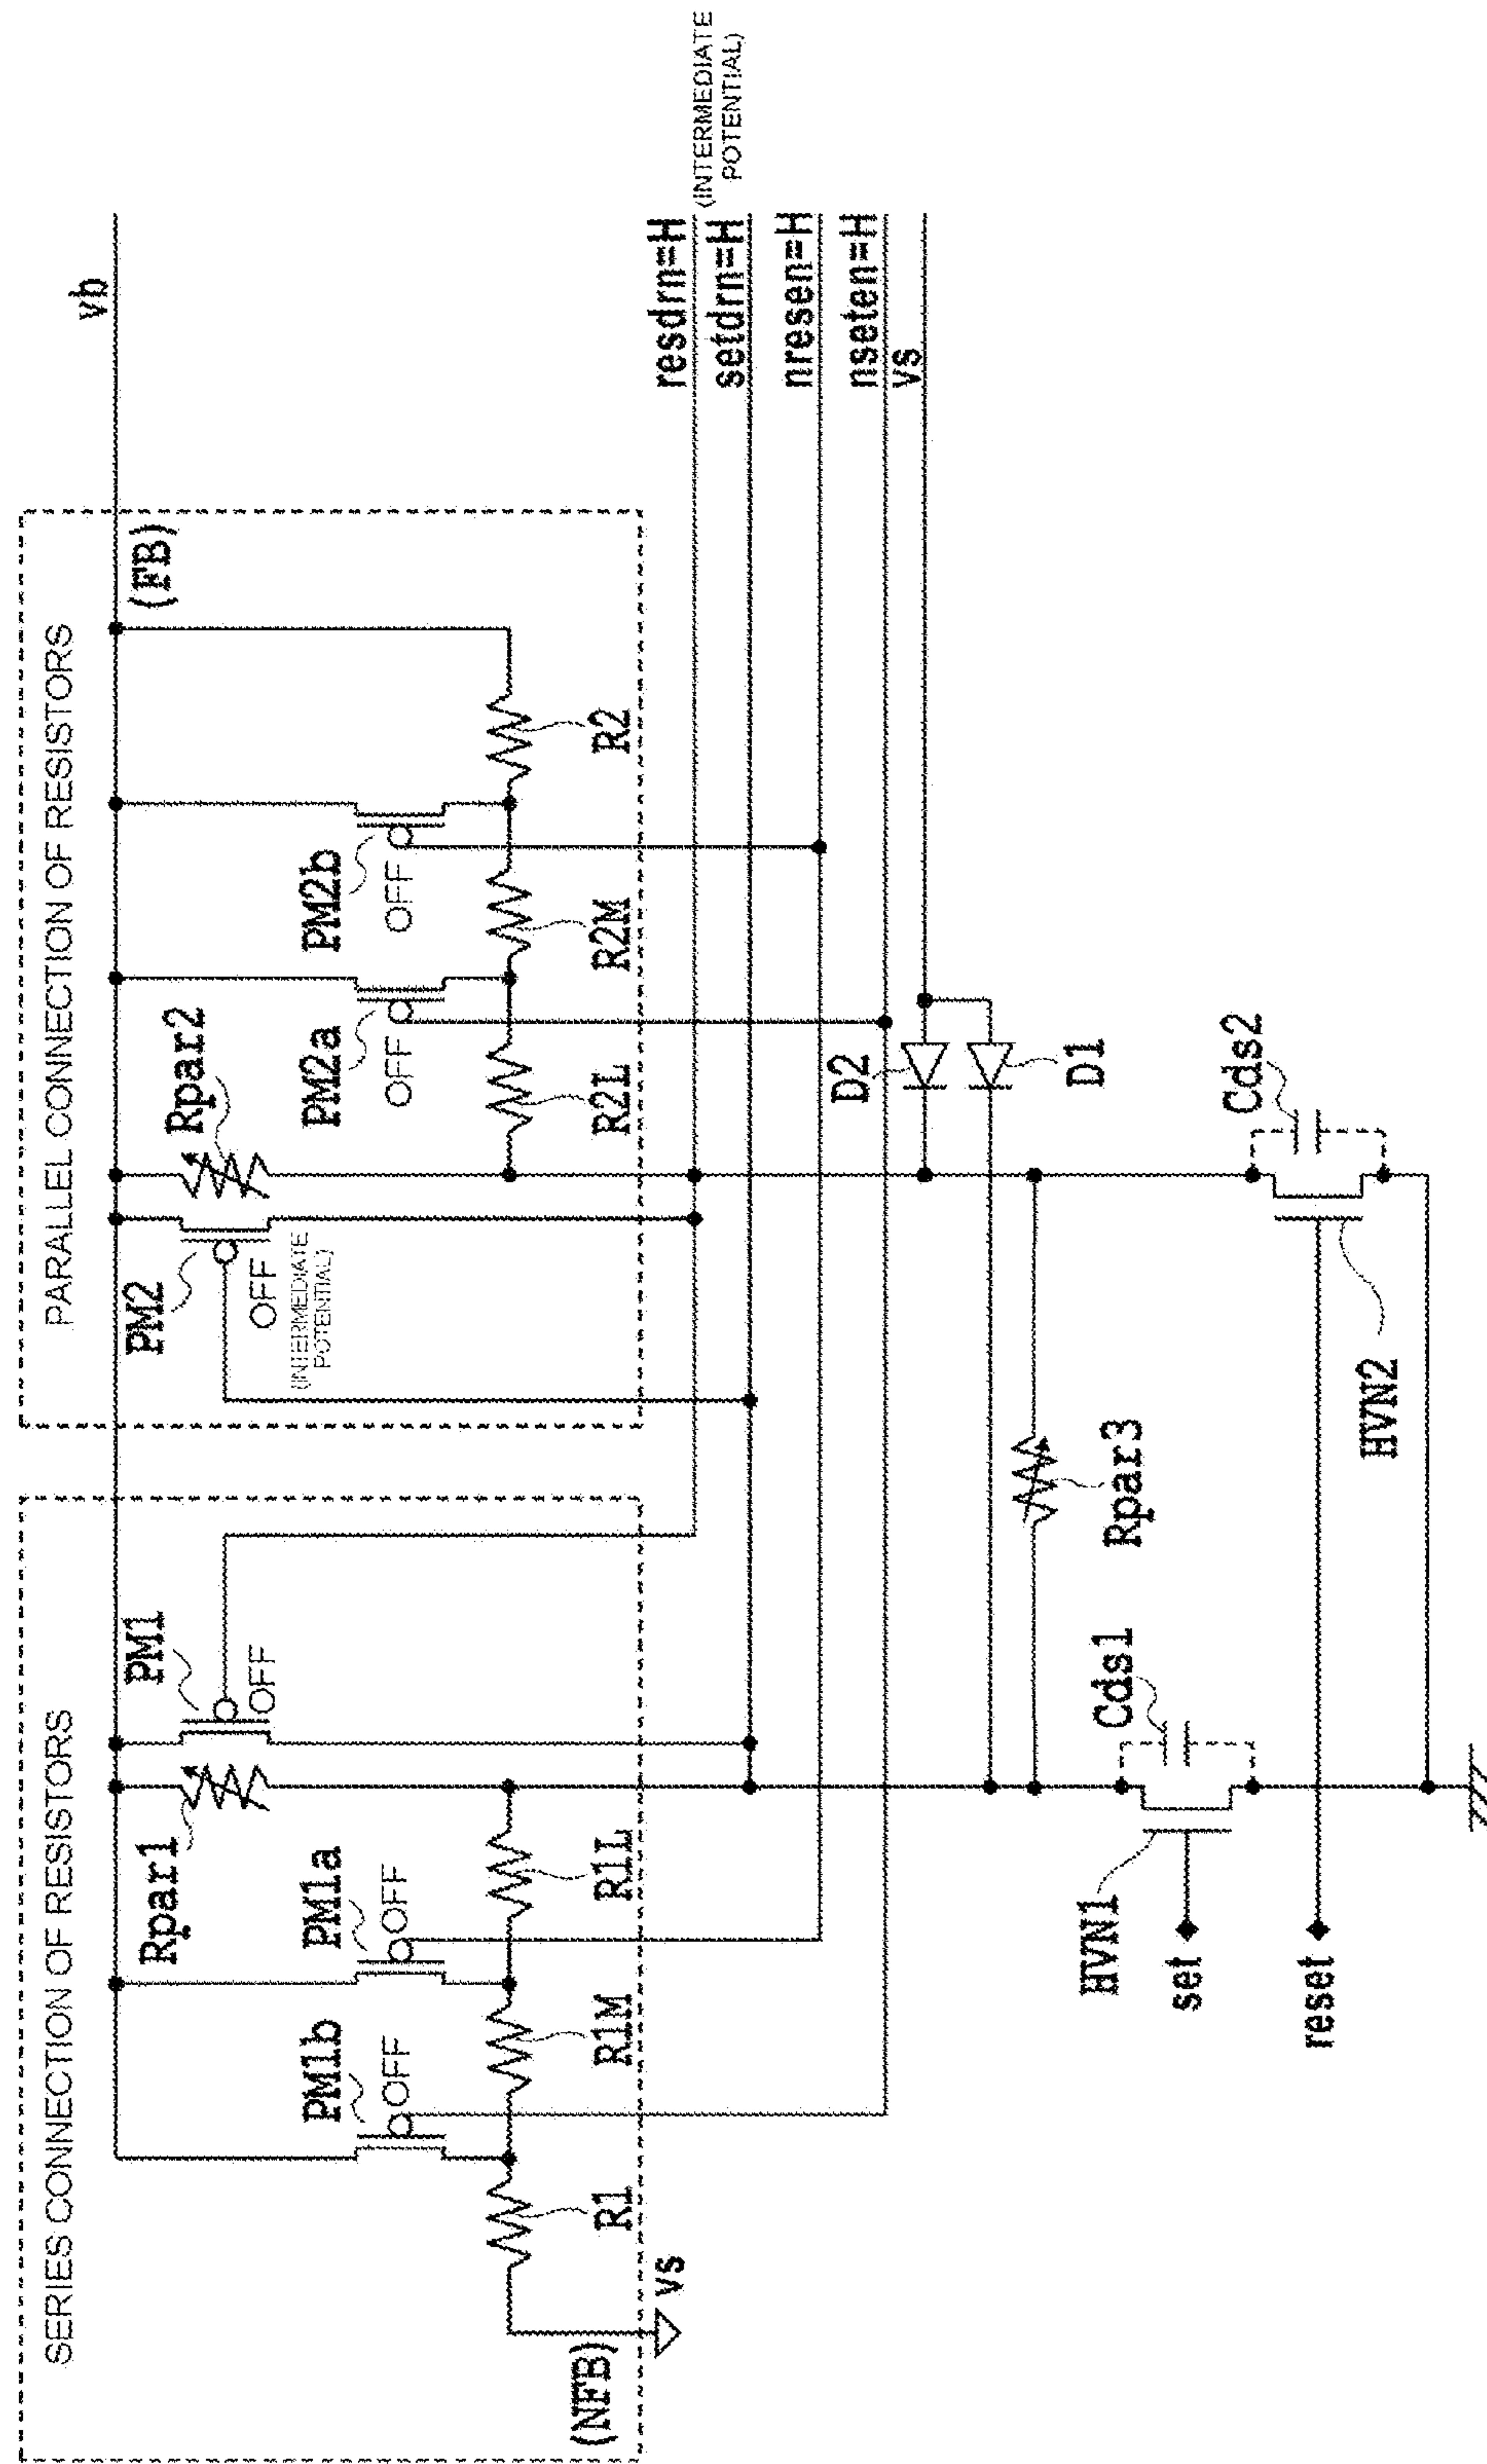 SERIES CONNECTION OF RESISTORS
PARALLEL CONNECTION OF RESISTORS
vb
(FB)
Rpar1
PM1
OFF
PM2
OFF
(INTERMEDIATE
POTENTIAL)
Rpar2
PM1b
OFF
PM1a
OFF
PM2a
OFF
PM2b
OFF
(NFB)
vs
R1
R1M
R1L
R2L
R2M
R2
resdrn=H
(INTERMEDIATE
POTENTIAL)
setdrn=H
nresen=H
nseten=H
vs
D2
D1
Rpar3
Cds1
Cds2
HVN1
set
reset
HVN2